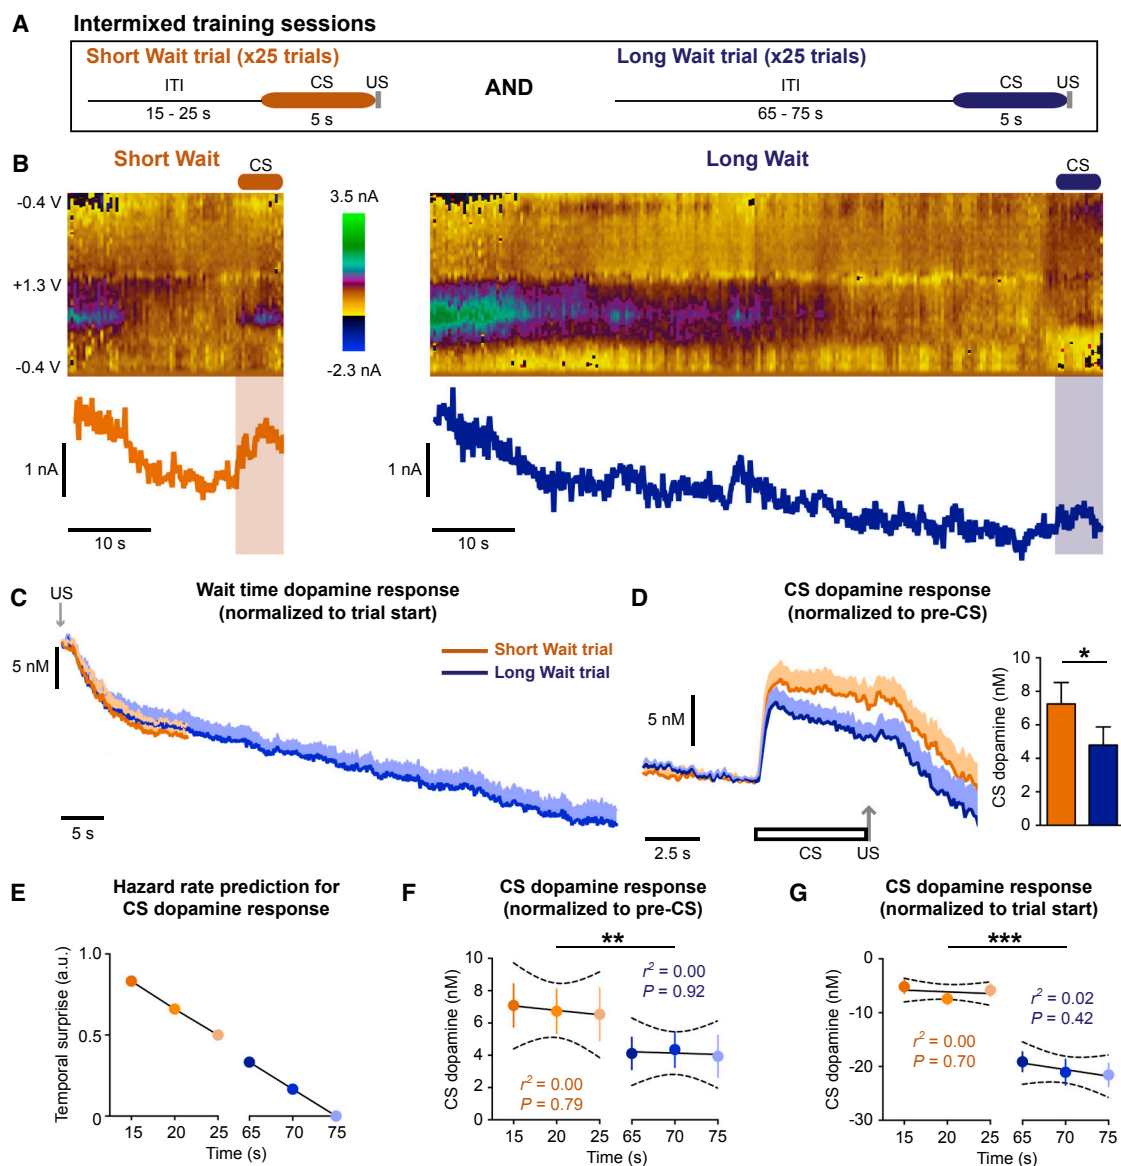 A Intermixed training sessions
Short Wait trial (x25 trials)
ITI
CS
US
15 - 25 s
5 s
AND
Long Wait trial (x25 trials)
ITI
CS
US
65 - 75 s
5 s
B Short Wait
CS
Long Wait
CS
-0.4 V
+1.3 V
-0.4 V
3.5 nA
-2.3 nA
1 nA
10 s
1 nA
10 s
C Wait time dopamine response
(normalized to trial start)
US
5 nM
Short Wait trial
Long Wait trial
5 s
D CS dopamine response
(normalized to pre-CS)
5 nM
2.5 s
CS
US
*
CS dopamine (nM)
10
8
6
4
2
0
E Hazard rate prediction for
CS dopamine response
Temporal surprise (a.u.)
1.0
0.5
0
15 20 25 65 70 75
Time (s)
F CS dopamine response
(normalized to pre-CS)
**
CS dopamine (nM)
10
8
6
4
2
0
r² = 0.00
P = 0.92
r² = 0.00
P = 0.79
15 20 25 65 70 75
Time (s)
G CS dopamine response
(normalized to trial start)
***
CS dopamine (nM)
0
-10
-20
-30
r² = 0.02
P = 0.42
r² = 0.00
P = 0.70
15 20 25 65 70 75
Time (s)